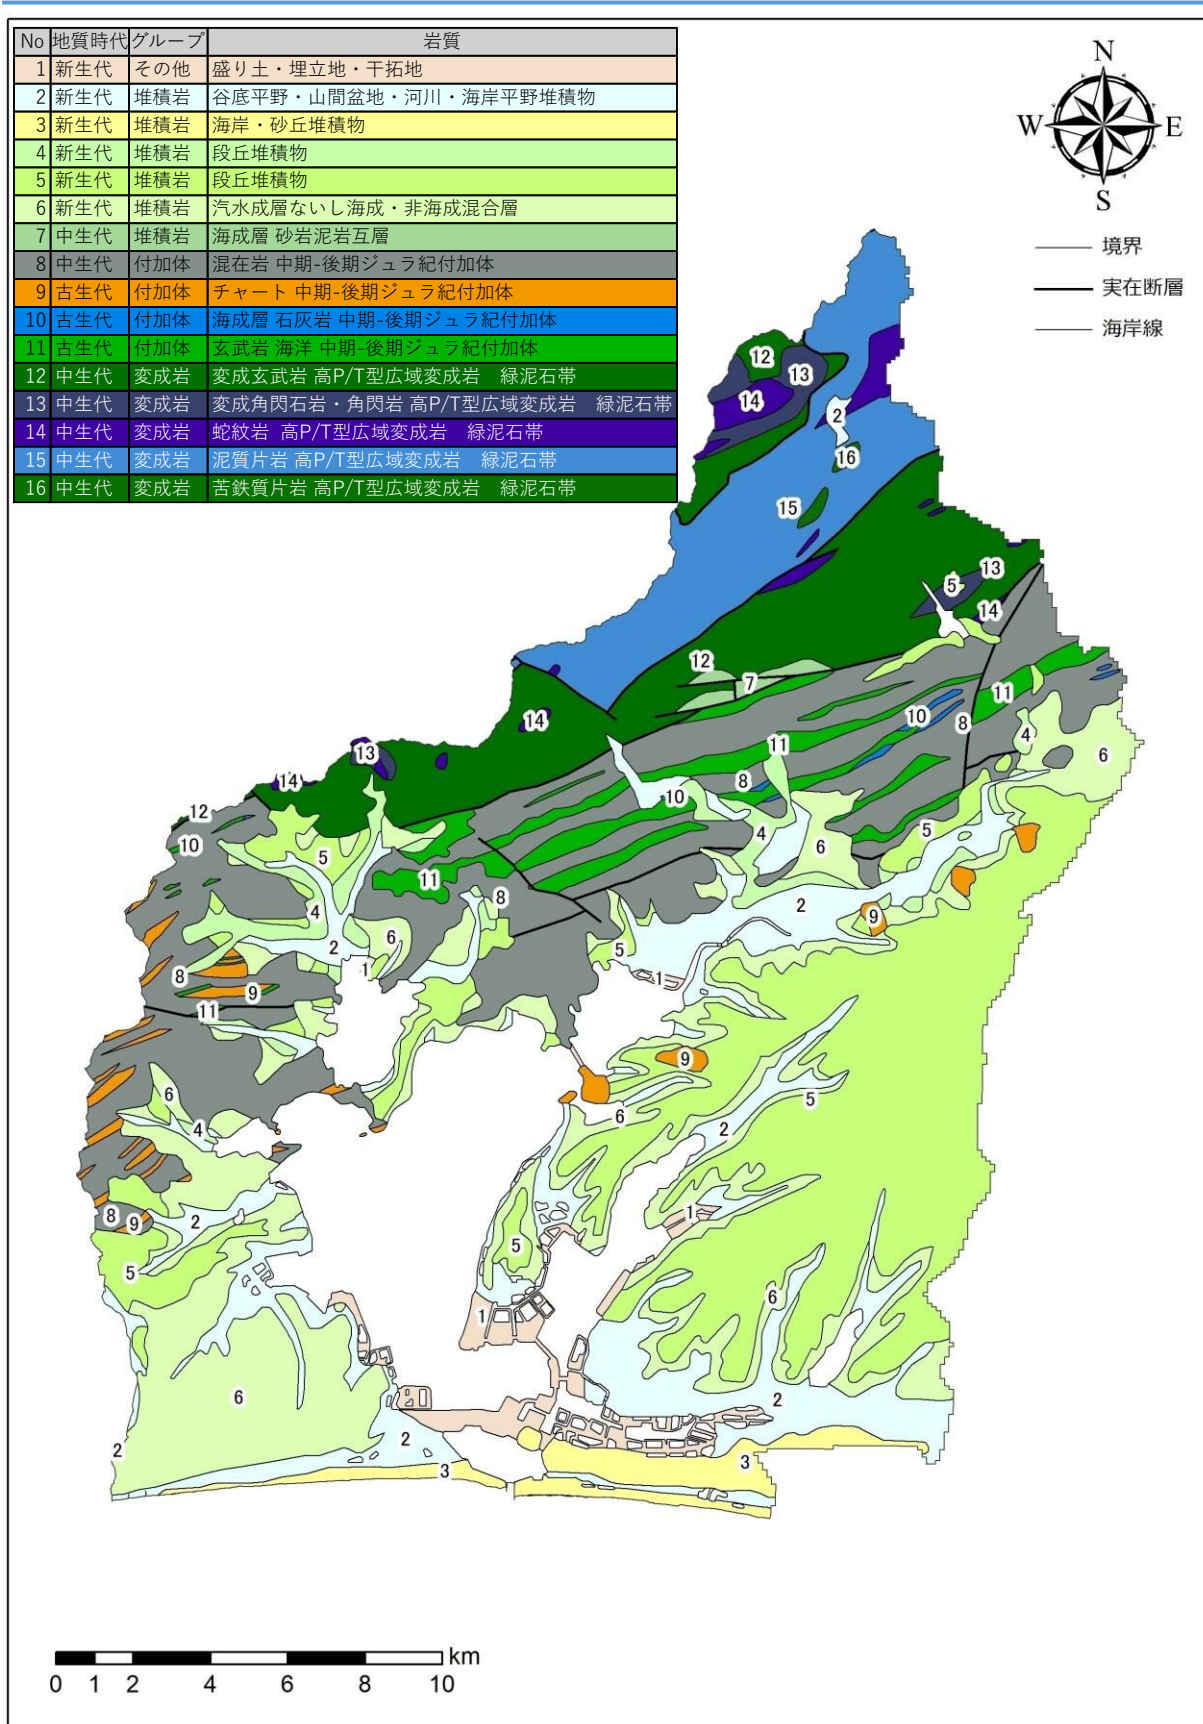 No 地質時代 グループ 岩質
1 新生代 その他 盛り土・埋立地・干拓地
2 新生代 堆積岩 谷底平野・山間盆地・河川・海岸平野堆積物
3 新生代 堆積岩 海岸・砂丘堆積物
4 新生代 堆積岩 段丘堆積物
5 新生代 堆積岩 段丘堆積物
6 新生代 堆積岩 汽水成層ないし海成・非海成混合層
7 中生代 堆積岩 海成層 砂岩泥岩互層
8 中生代 付加体 混在岩 中期-後期ジュラ紀付加体
9 古生代 付加体 チャート 中期-後期ジュラ紀付加体
10 古生代 付加体 海成層 石灰岩 中期-後期ジュラ紀付加体
11 古生代 付加体 玄武岩 海洋 中期-後期ジュラ紀付加体
12 中生代 変成岩 変成玄武岩 高P/T型広域変成岩　緑泥石帯
13 中生代 変成岩 変成角閃石岩・角閃岩 高P/T型広域変成岩　緑泥石帯
14 中生代 変成岩 蛇紋岩 高P/T型広域変成岩　緑泥石帯
15 中生代 変成岩 泥質片岩 高P/T型広域変成岩　緑泥石帯
16 中生代 変成岩 苦鉄質片岩 高P/T型広域変成岩　緑泥石帯
N
W E
S
境界
実在断層
海岸線
12
13
14
2
16
15
13
5
14
12
7
11
10
8
14
4
6
11
13
8
14
10
12
4
5
6
10
5
11
8
4
2
9
6
2
5
8
1
1
9
11
9
6
5
6
4
2
1
8
2
9
5
5
6
1
6
2
2
2
3
3
km
0 1 2 4 6 8 10